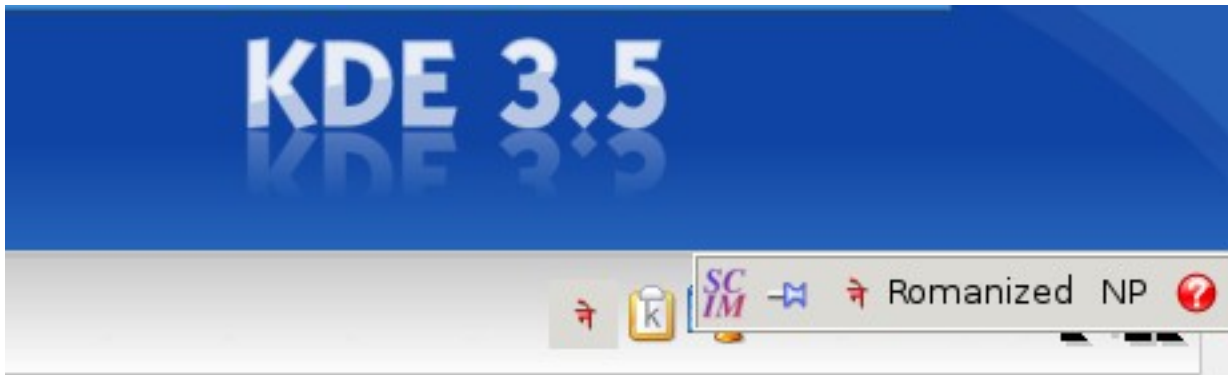 KDE 3.5
SC
IM
ने Romanized NP ?
ने k